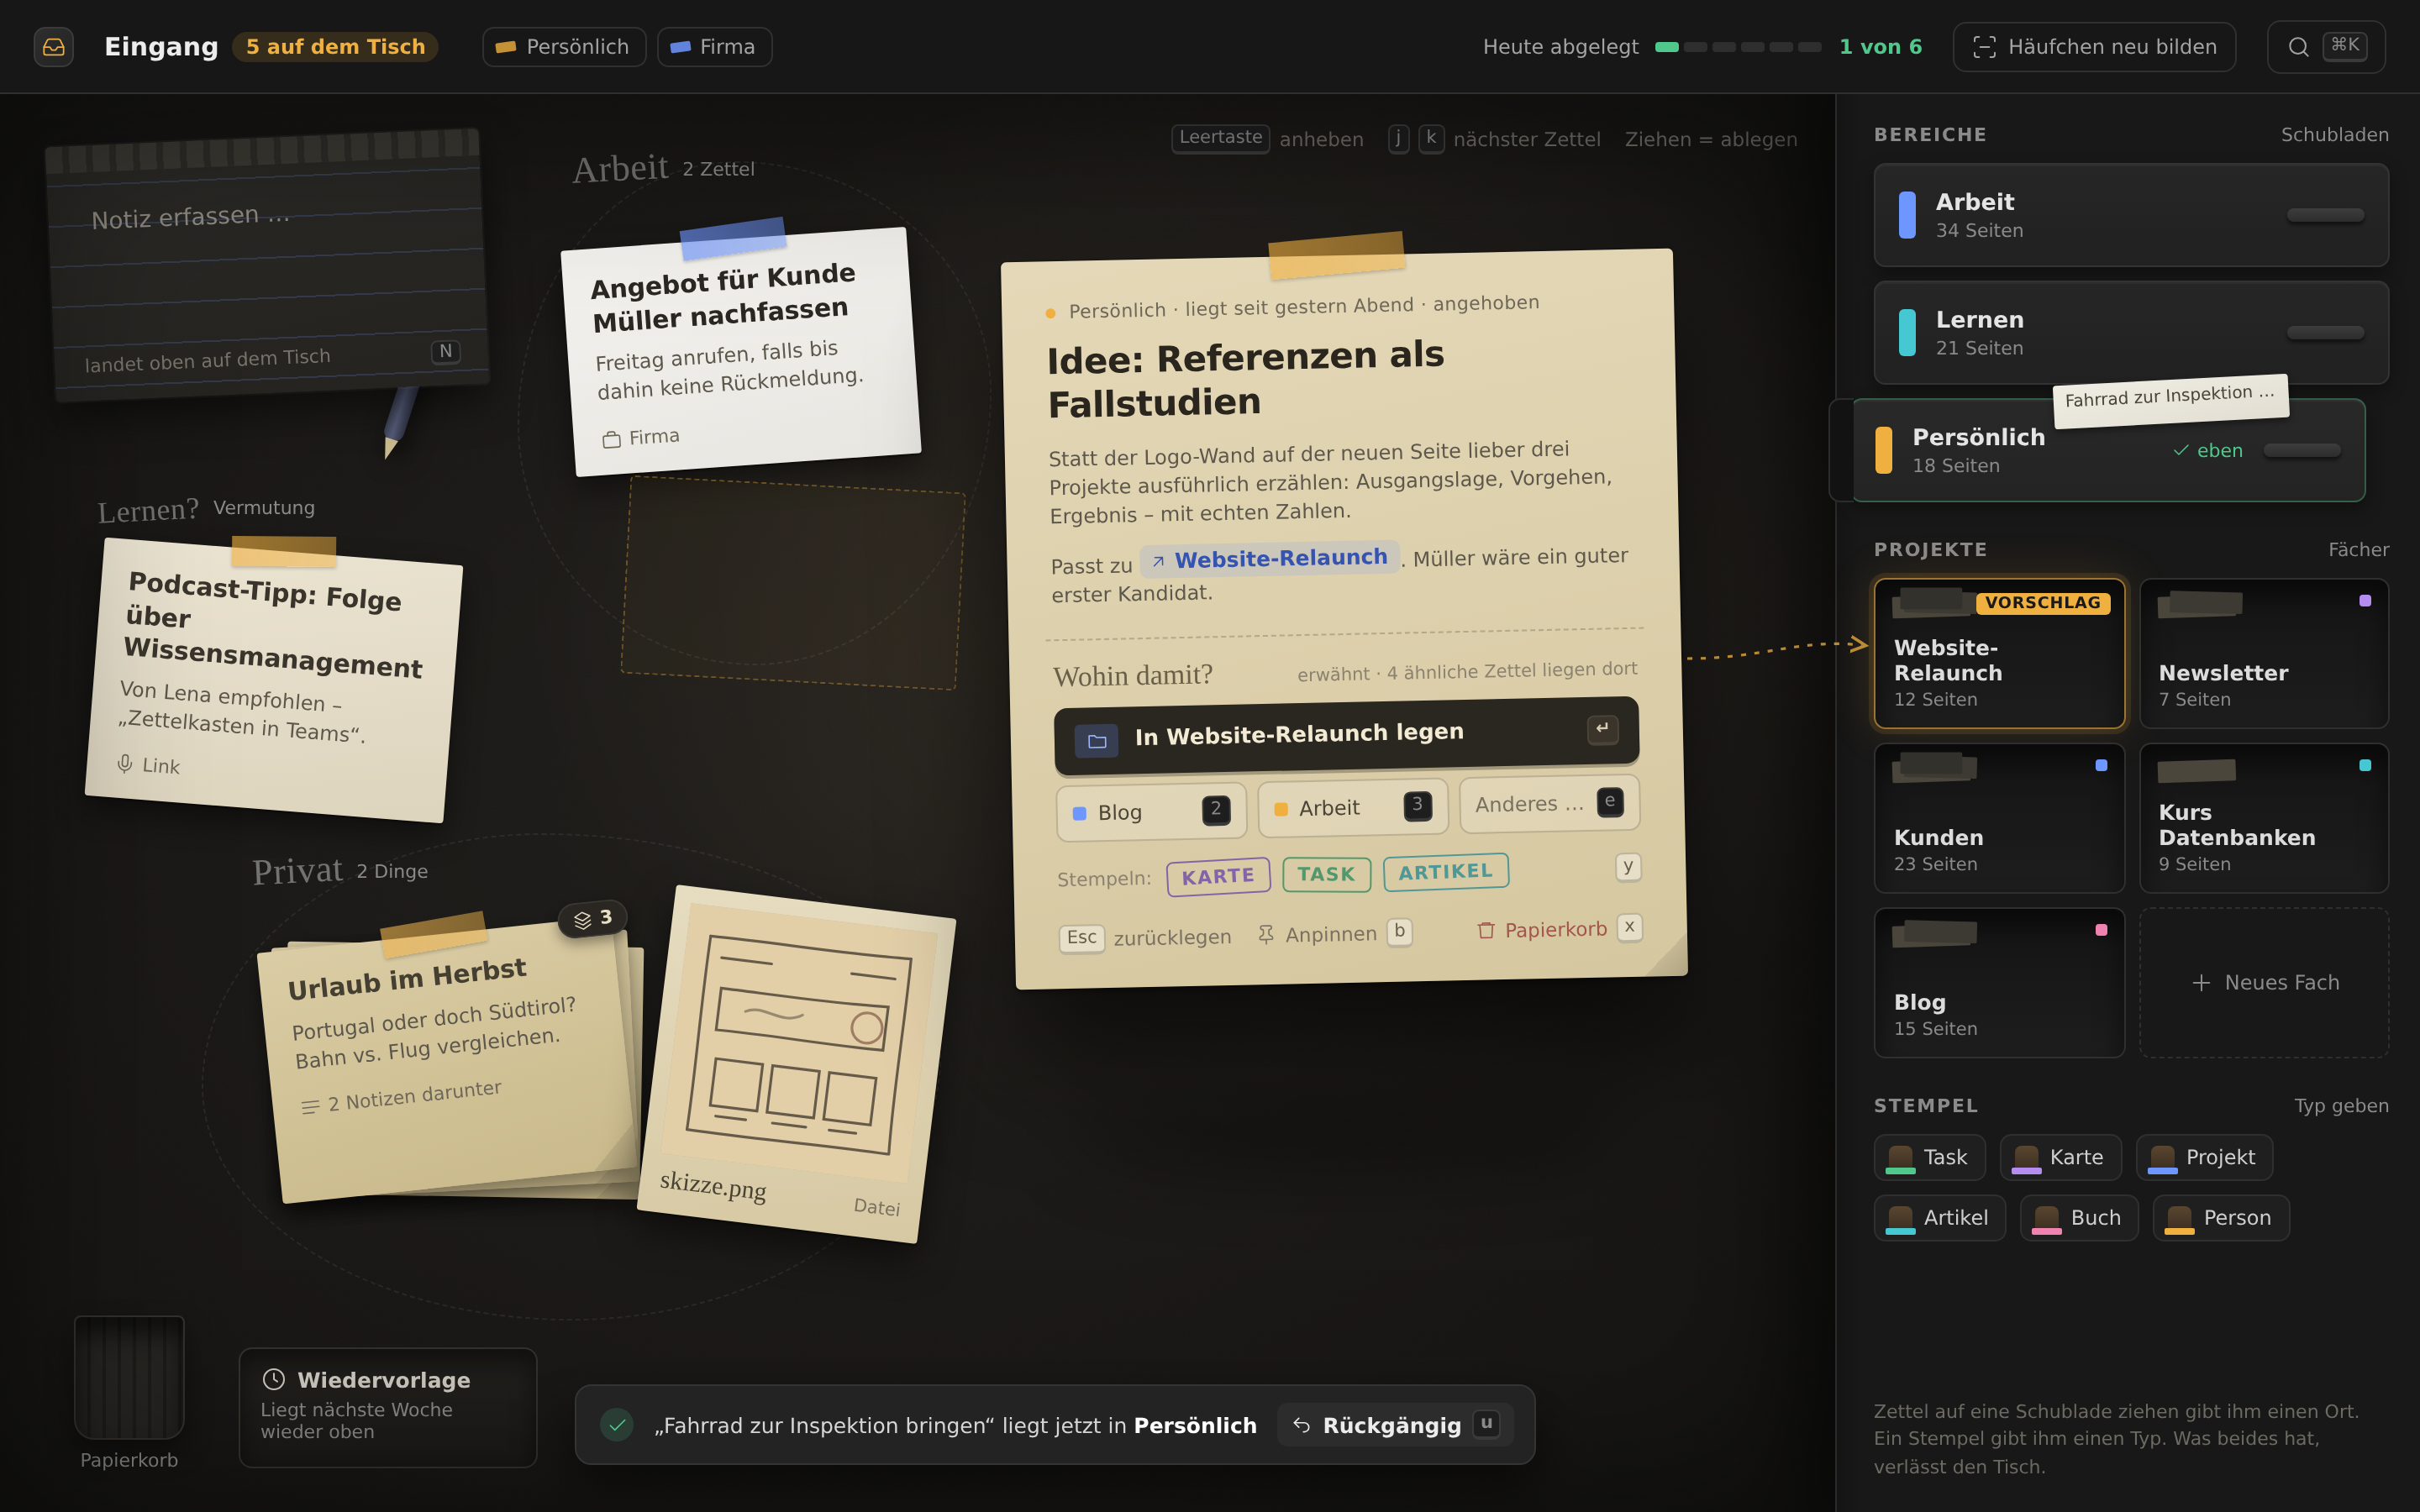 Eingang
5 auf dem Tisch
Persönlich
Firma
Heute abgelegt
1 von 6
Häufchen neu bilden
⌘K
Leertaste anheben
j k nächster Zettel
Ziehen = ablegen
Notiz erfassen …
landet oben auf dem Tisch
N
Arbeit
2 Zettel
Angebot für Kunde
Müller nachfassen
Freitag anrufen, falls bis
dahin keine Rückmeldung.
Firma
Lernen?
Vermutung
Podcast-Tipp: Folge
über
Wissensmanagement
Von Lena empfohlen –
„Zettelkasten in Teams“.
Link
Privat
2 Dinge
3
Urlaub im Herbst
Portugal oder doch Südtirol?
Bahn vs. Flug vergleichen.
2 Notizen darunter
skizze.png
Datei
Persönlich · liegt seit gestern Abend · angehoben
Idee: Referenzen als
Fallstudien
Statt der Logo-Wand auf der neuen Seite lieber drei
Projekte ausführlich erzählen: Ausgangslage, Vorgehen,
Ergebnis – mit echten Zahlen.
Passt zu Website-Relaunch. Müller wäre ein guter
erster Kandidat.
Wohin damit?
erwähnt · 4 ähnliche Zettel liegen dort
In Website-Relaunch legen ↵
Blog 2
Arbeit 3
Anderes … e
Stempeln: KARTE TASK ARTIKEL y
Esc zurücklegen
Anpinnen b
Papierkorb x
Papierkorb
Wiedervorlage
Liegt nächste Woche
wieder oben
„Fahrrad zur Inspektion bringen“ liegt jetzt in Persönlich
Rückgängig u
BEREICHE
Schubladen
Arbeit
34 Seiten
Lernen
21 Seiten
Fahrrad zur Inspektion …
Persönlich
18 Seiten
eben
PROJEKTE
Fächer
VORSCHLAG
Website-
Relaunch
12 Seiten
Newsletter
7 Seiten
Kunden
23 Seiten
Kurs
Datenbanken
9 Seiten
Blog
15 Seiten
Neues Fach
STEMPEL
Typ geben
Task
Karte
Projekt
Artikel
Buch
Person
Zettel auf eine Schublade ziehen gibt ihm einen Ort.
Ein Stempel gibt ihm einen Typ. Was beides hat,
verlässt den Tisch.